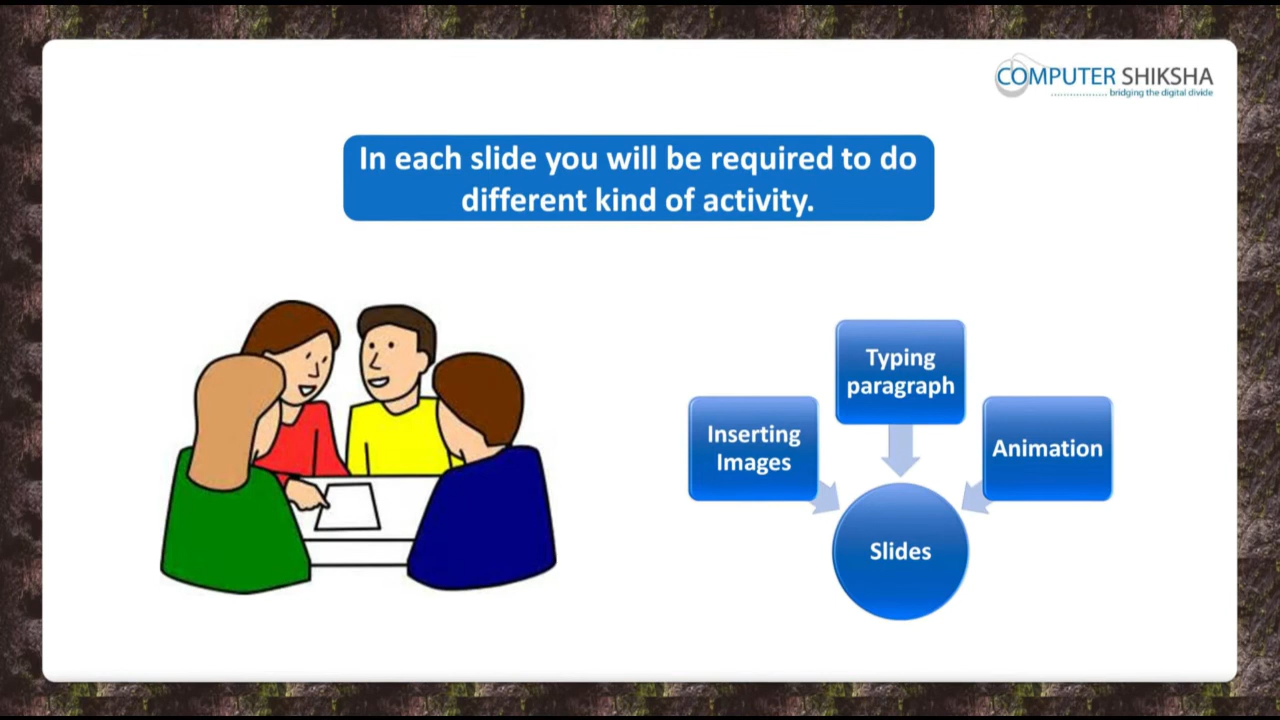 COMPUTER SHIKSHA
bridging the digital divide
In each slide you will be required to do
different kind of activity.
Typing
paragraph
Inserting
Images
Animation
Slides